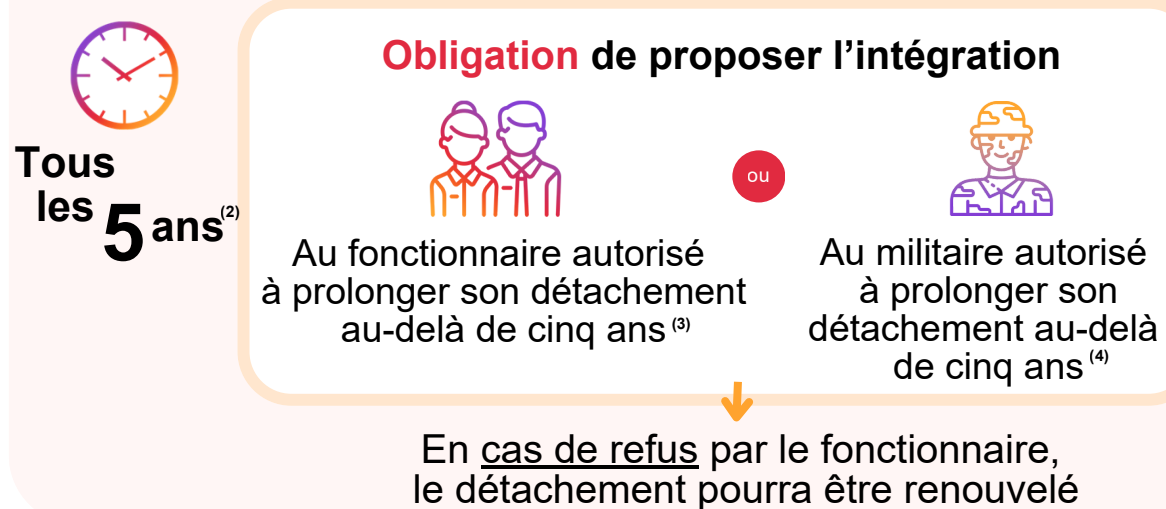 Tous
les 5 ans (2)
Obligation de proposer l’intégration
ou
Au fonctionnaire autorisé
à prolonger son détachement
au-delà de cinq ans (3)
Au militaire autorisé
à prolonger son
détachement au-delà
de cinq ans (4)
En cas de refus par le fonctionnaire,
le détachement pourra être renouvelé